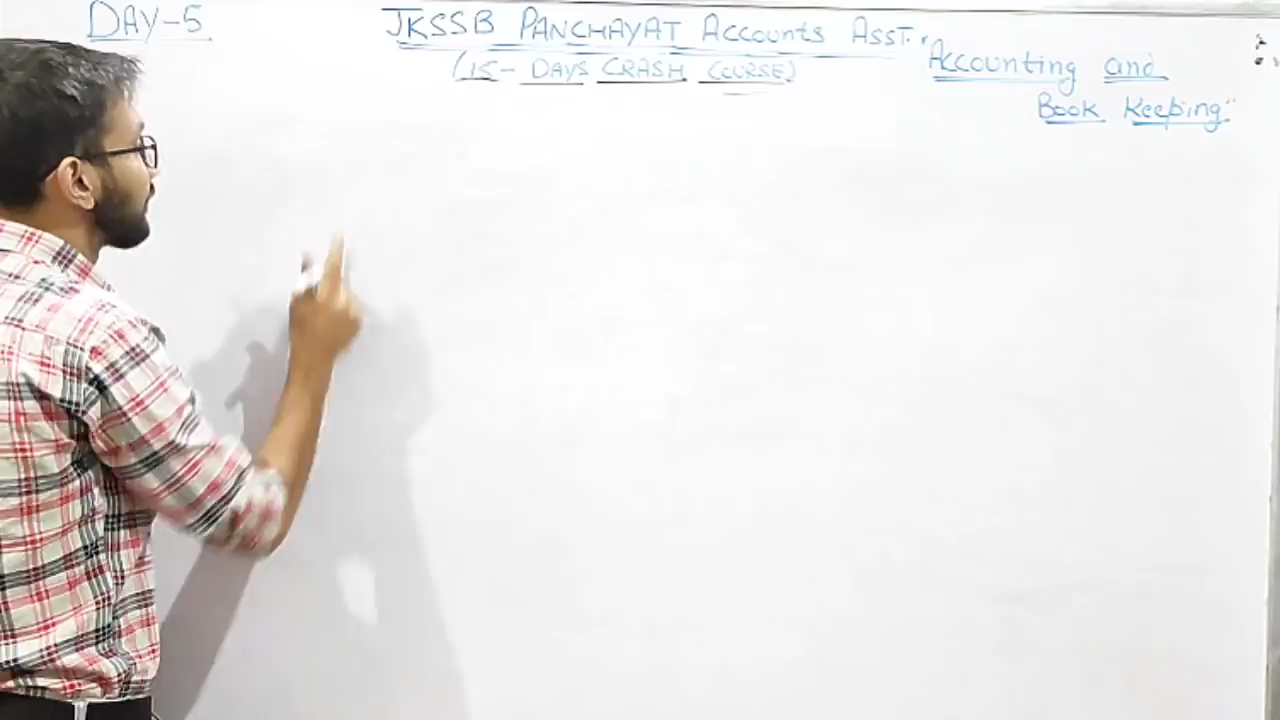 DAY-5
JKSSB PANCHAYAT Accounts ASST.
(15- DAYS CRASH COURSE)
"Accounting and
Book Keeping"